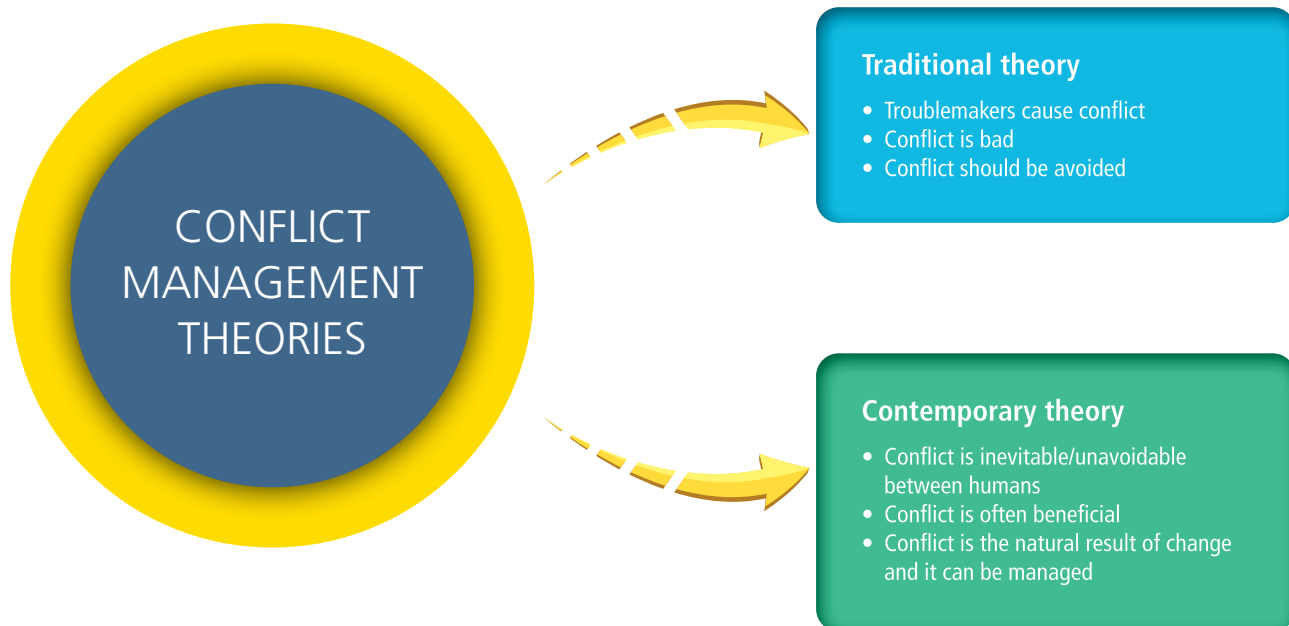 CONFLICT
MANAGEMENT
THEORIES
Traditional theory
• Troublemakers cause conflict
• Conflict is bad
• Conflict should be avoided
Contemporary theory
• Conflict is inevitable/unavoidable
between humans
• Conflict is often beneficial
• Conflict is the natural result of change
and it can be managed